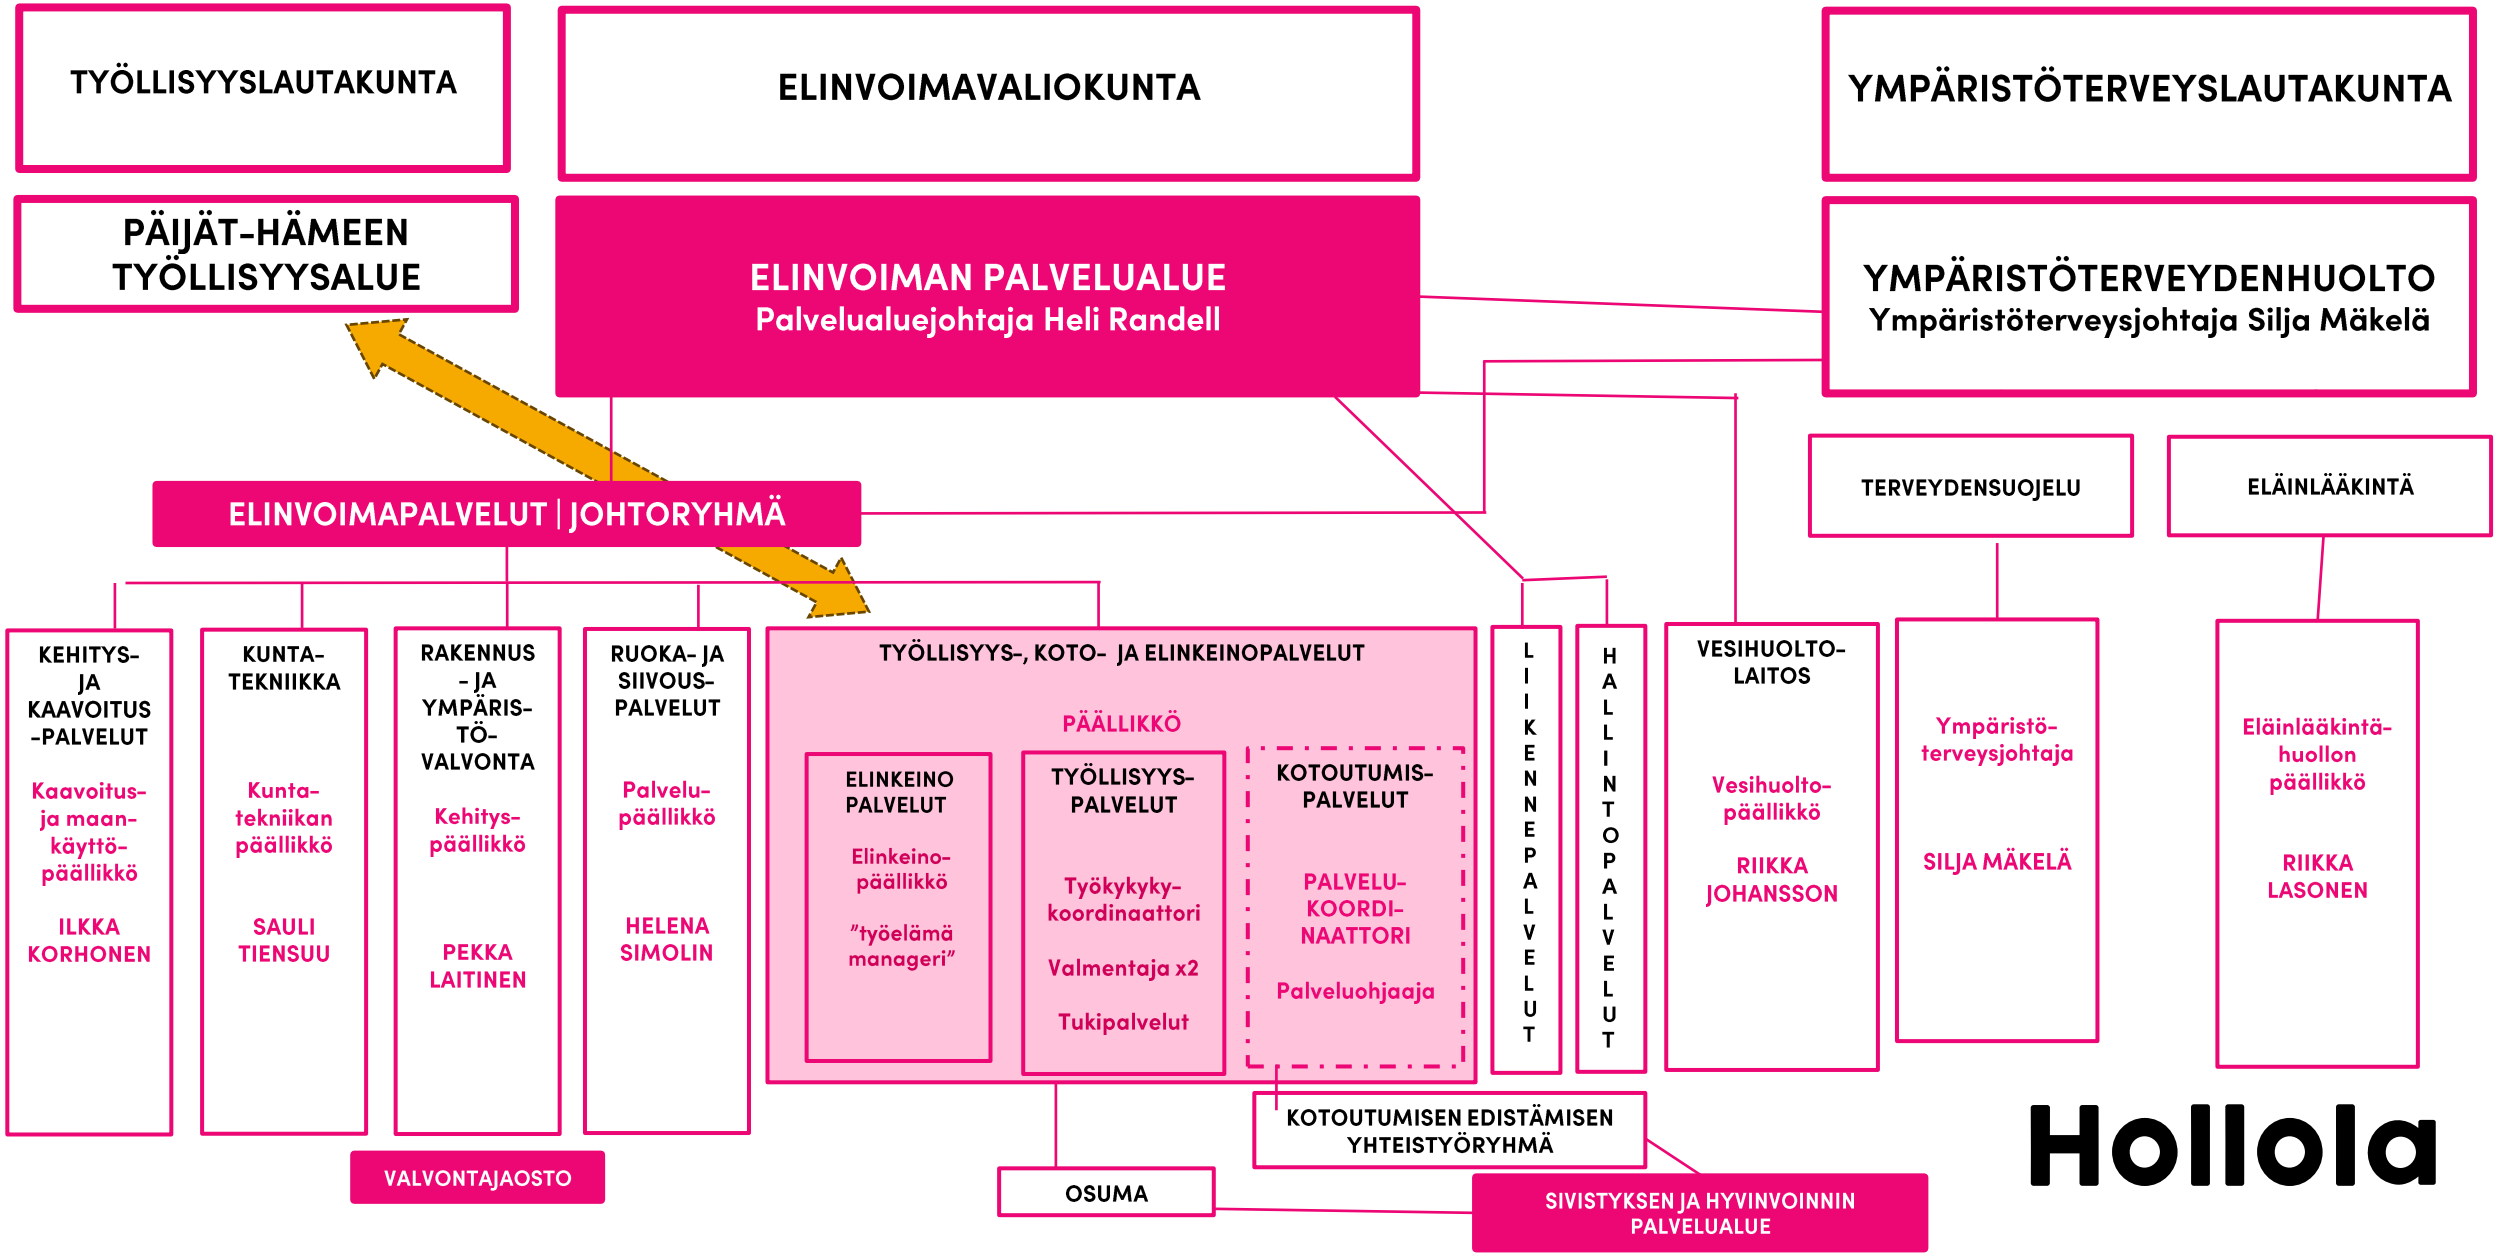 TYÖLLISYYSLAUTAKUNTA
ELINVOIMAVALIOKUNTA
YMPÄRISTÖTERVEYSLAUTAKUNTA
PÄIJÄT-HÄMEEN
TYÖLLISYYSALUE
ELINVOIMAN PALVELUALUE
Palvelualuejohtaja Heli Randell
YMPÄRISTÖTERVEYDENHUOLTO
Ympäristöterveysjohtaja Silja Mäkelä
TERVEYDENSUOJELU
ELÄINLÄÄKINTÄ
ELINVOIMAPALVELUT | JOHTORYHMÄ
KEHITYS-
JA
KAAVOITUS
-PALVELUT
Kaavoitus-
ja maan-
käyttö-
päällikkö
ILKKA
KORHONEN
KUNTA-
TEKNIIKKA
Kunta-
tekniikan
päällikkö
SAULI
TIENSUU
RAKENNUS
- JA
YMPÄRIS-
TÖ-
VALVONTA
Kehitys-
päällikkö
PEKKA
LAITINEN
RUOKA- JA
SIIVOUS-
PALVELUT
Palvelu-
päällikkö
HELENA
SIMOLIN
TYÖLLISYYS-, KOTO- JA ELINKEINOPALVELUT
PÄÄLLIKKÖ
ELINKEINO
PALVELUT
Elinkeino-
päällikkö
”työelämä
manageri”
TYÖLLISYYS-
PALVELUT
Työkykyky-
koordinaattori
Valmentaja x2
Tukipalvelut
KOTOUTUMIS-
PALVELUT
PALVELU-
KOORDI-
NAATTORI
Palveluohjaaja
LIIKENNEPALVELUT
HALLINTOPALVELUT
VESIHUOLTO-
LAITOS
Vesihuolto-
päällikkö
RIIKKA
JOHANSSON
Ympäristö-
terveysjohtaja
SILJA MÄKELÄ
Eläinlääkintä-
huollon
päällikkö
RIIKKA
LASONEN
KOTOUTUMISEN EDISTÄMISEN
YHTEISTYÖRYHMÄ
VALVONTAJAOSTO
OSUMA
SIVISTYKSEN JA HYVINVOINNIN
PALVELUALUE
Hollola